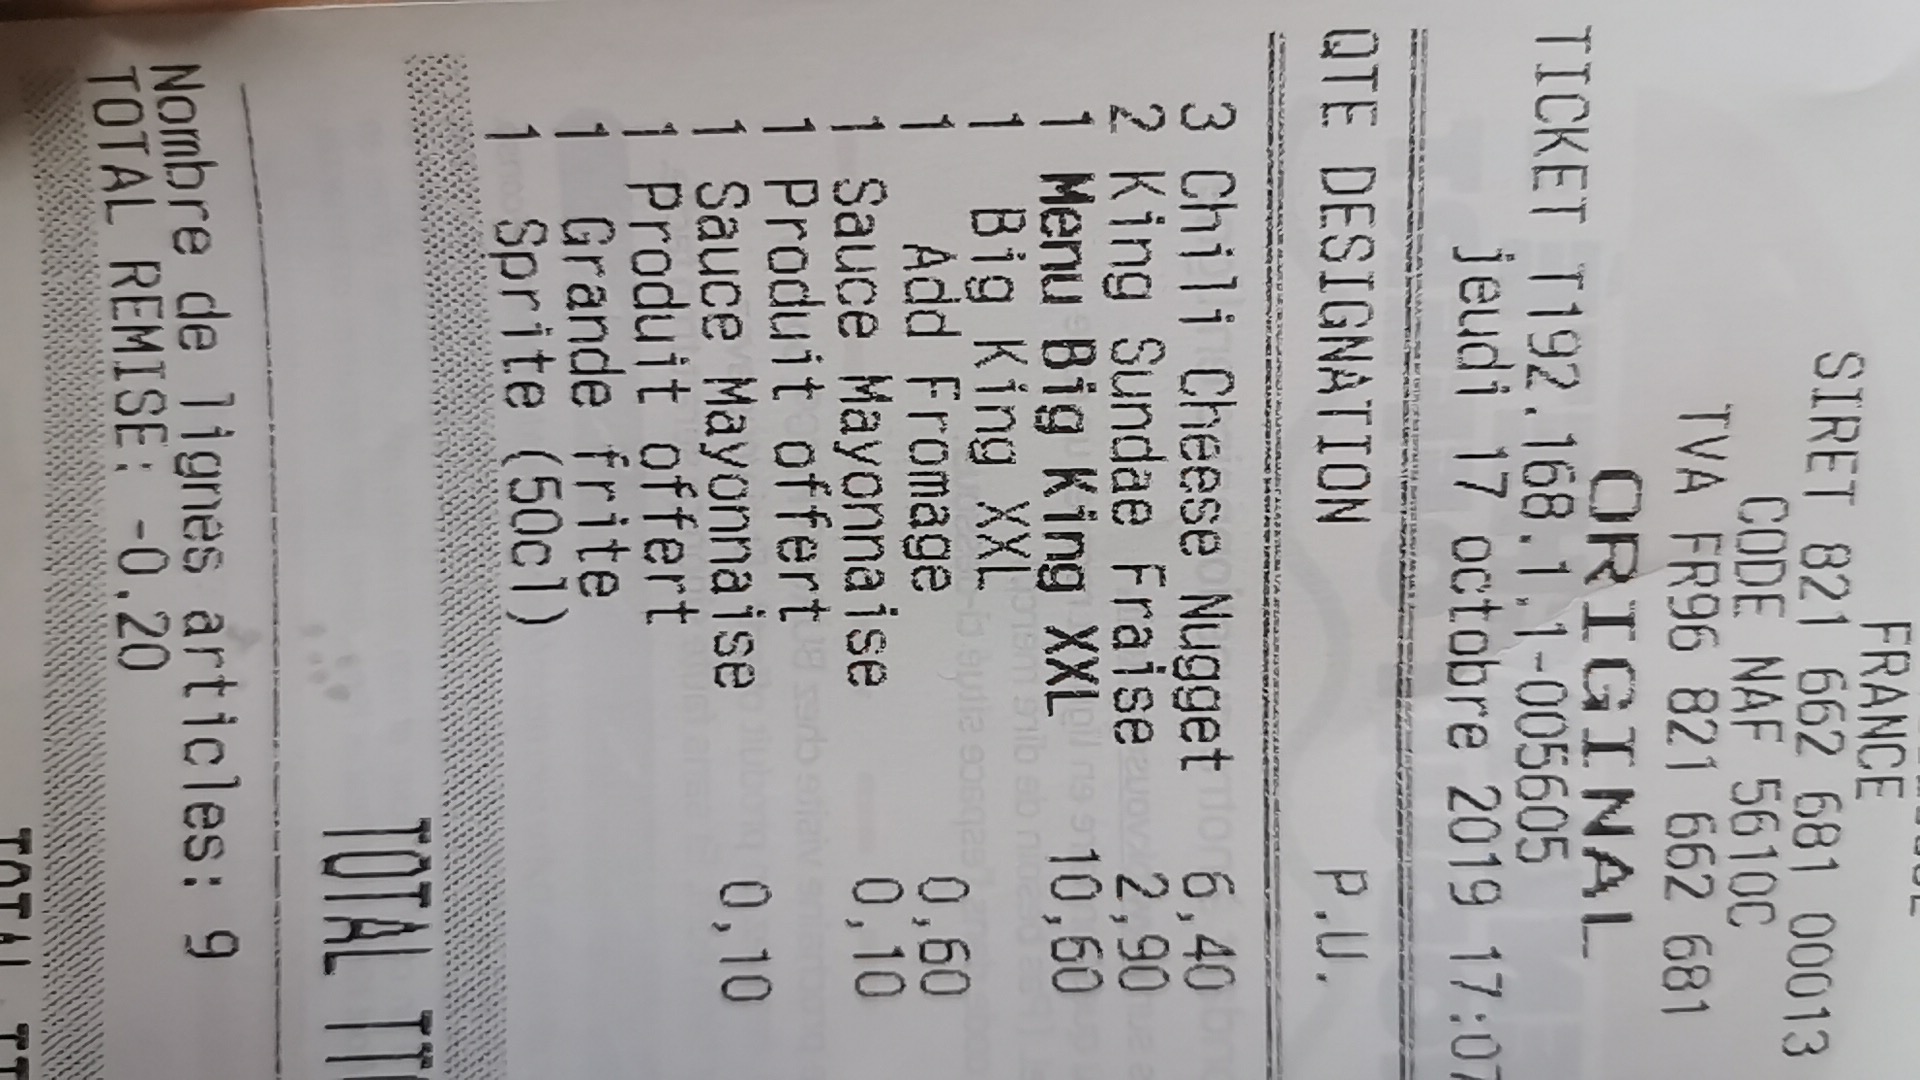 FRANCE
SIRET 821 662 681 00013
CODE NAF 5610C
TVA FR96 821 662 681
ORIGINAL
TICKET T192.168.1.1-005605
jeudi 17 octobre 2019 17:07
QTE DESIGNATION P.U.
3 Chili Cheese Nugget 6,40
2 King Sundae Fraise 2,90
1 Menu Big King XXL 10,60
1 Big King XXL
1 Add Fromage 0,60
1 Sauce Mayonnaise 0,10
1 Produit offert
1 Sauce Mayonnaise 0,10
1 Produit offert
1 Grande frite
1 Sprite (50cl)
TOTAL TTC
Nombre de lignes articles: 9
TOTAL REMISE: -0,20
TOTAL